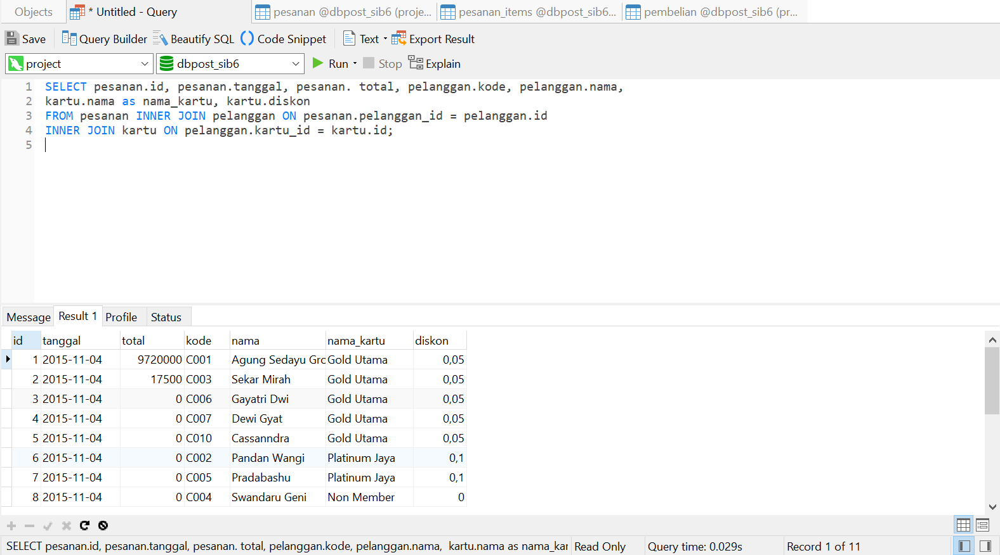 Objects
* Untitled - Query
pesanan @dbpost_sib6 (proje...
pesanan_items @dbpost_sib6...
pembelian @dbpost_sib6 (pr...
Save
Query Builder
Beautify SQL
Code Snippet
Text
Export Result
project
dbpost_sib6
Run
Stop
Explain
1 SELECT pesanan.id, pesanan.tanggal, pesanan. total, pelanggan.kode, pelanggan.nama,
2 kartu.nama as nama_kartu, kartu.diskon
3 FROM pesanan INNER JOIN pelanggan ON pesanan.pelanggan_id = pelanggan.id
4 INNER JOIN kartu ON pelanggan.kartu_id = kartu.id;
5
Message Result 1 Profile Status
id tanggal total kode nama nama_kartu diskon
1 2015-11-04 9720000 C001 Agung Sedayu Grc Gold Utama 0,05
2 2015-11-04 17500 C003 Sekar Mirah Gold Utama 0,05
3 2015-11-04 0 C006 Gayatri Dwi Gold Utama 0,05
4 2015-11-04 0 C007 Dewi Gyat Gold Utama 0,05
5 2015-11-04 0 C010 Cassanndra Gold Utama 0,05
6 2015-11-04 0 C002 Pandan Wangi Platinum Jaya 0,1
7 2015-11-04 0 C005 Pradabashu Platinum Jaya 0,1
8 2015-11-04 0 C004 Swandaru Geni Non Member 0
SELECT pesanan.id, pesanan.tanggal, pesanan. total, pelanggan.kode, pelanggan.nama, kartu.nama as nama_kar
Read Only
Query time: 0.029s
Record 1 of 11